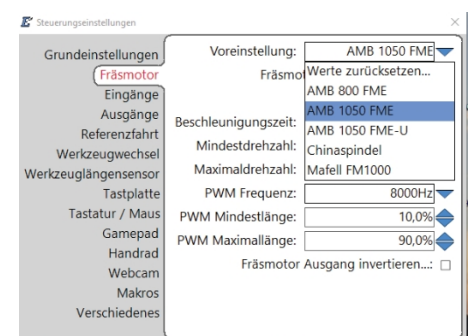 Steuerungseinstellungen
Grundeinstellungen
Fräsmotor
Eingänge
Ausgänge
Referenzfahrt
Werkzeugwechsel
Werkzeuglängensensor
Tastplatte
Tastatur / Maus
Gamepad
Handrad
Webcam
Makros
Verschiedenes
Voreinstellung: AMB 1050 FME
Werte zurücksetzen...
AMB 800 FME
AMB 1050 FME
AMB 1050 FME-U
Chinaspindel
Mafell FM1000
Beschleunigungszeit:
Mindestdrehzahl:
Maximaldrehzahl:
PWM Frequenz: 8000Hz
PWM Mindestlänge: 10,0%
PWM Maximallänge: 90,0%
Fräsmotor Ausgang invertieren...: